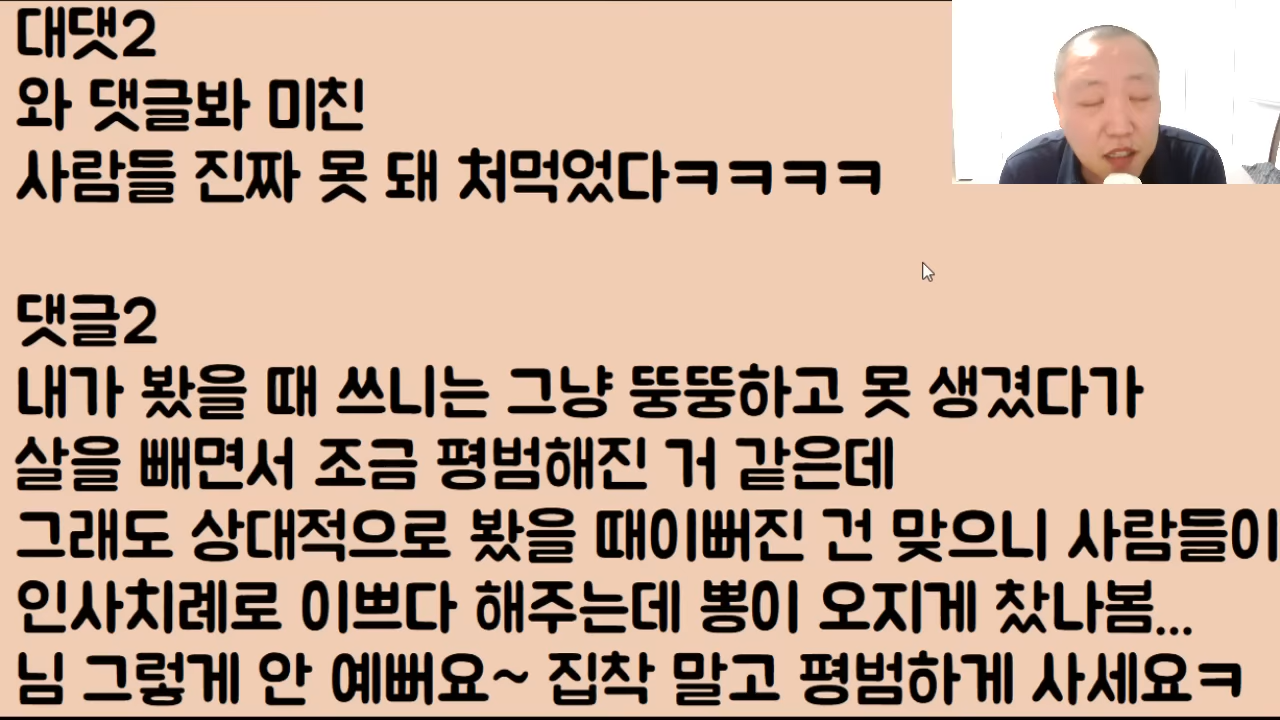 대댓2
와 댓글봐 미친
사람들 진짜 못 돼 처먹었다ㅋㅋㅋㅋ
댓글2
내가 봤을 때 쓰니는 그냥 뚱뚱하고 못 생겼다가
살을 빼면서 조금 평범해진 거 같은데
그래도 상대적으로 봤을 때이뻐진 건 맞으니 사람들이
인사치례로 이쁘다 해주는데 뽕이 오지게 찼나봄...
님 그렇게 안 예뻐요~ 집착 말고 평범하게 사세요ㅋ